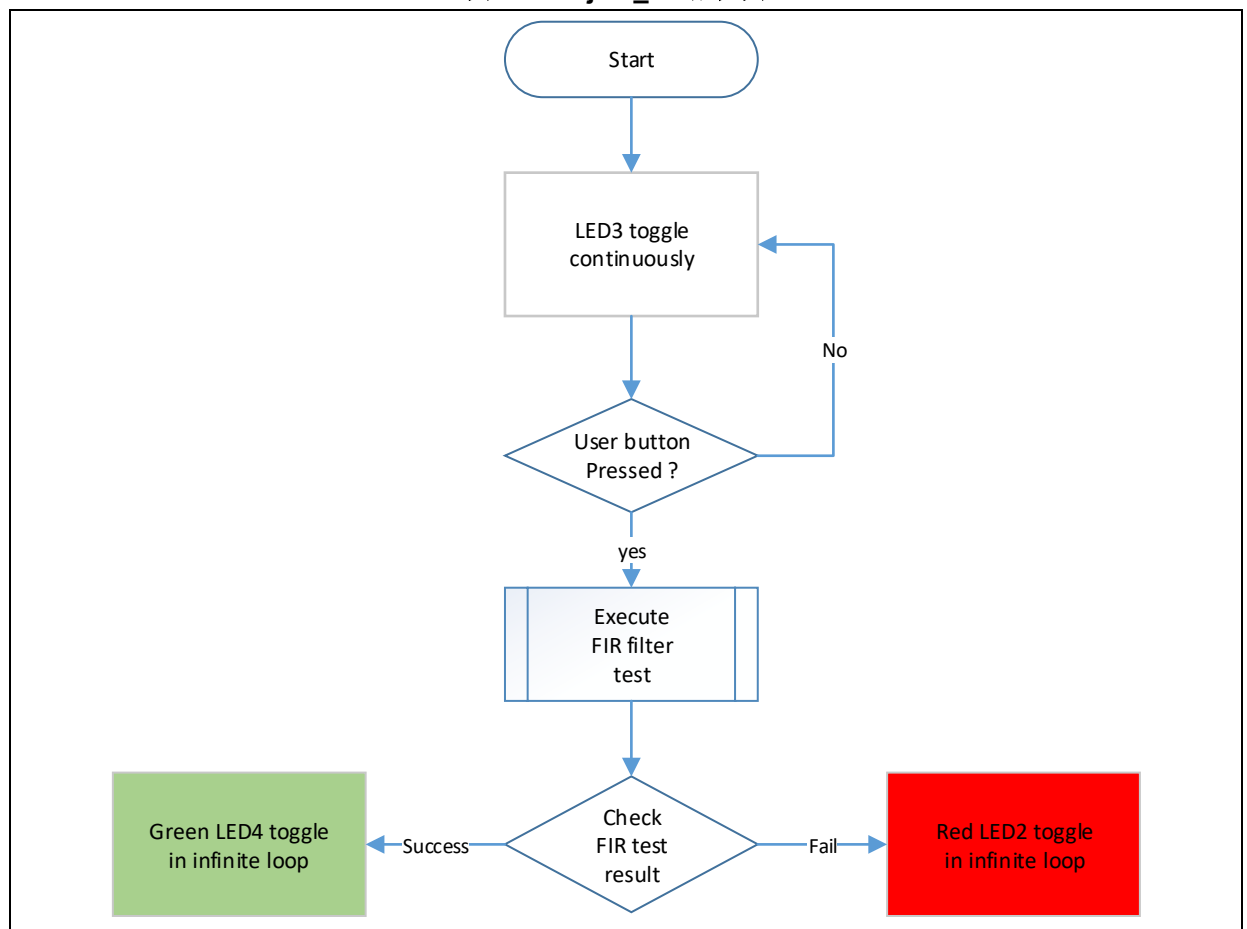 Start
LED3 toggle
continuously
No
User button
Pressed ?
yes
Execute
FIR filter
test
Check
FIR test
result
Success
Fail
Green LED4 toggle
in infinite loop
Red LED2 toggle
in infinite loop